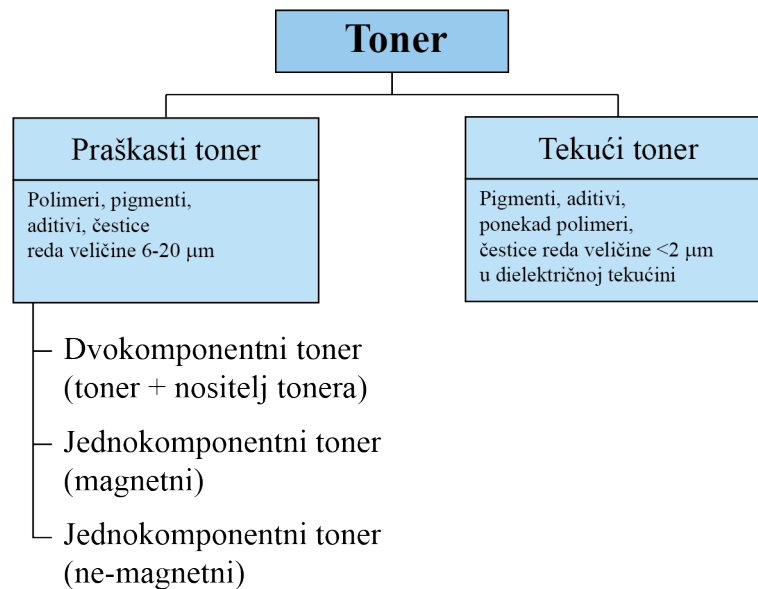 Toner
Praškasti toner
Polimeri, pigmenti,
aditivi, čestice
reda veličine 6-20 μm
Tekući toner
Pigmenti, aditivi,
ponekad polimeri,
čestice reda veličine <2 μm
u dielektričnoj tekućini
Dvokomponentni toner
(toner + nositelj tonera)
Jednokomponentni toner
(magnetni)
Jednokomponentni toner
(ne-magnetni)